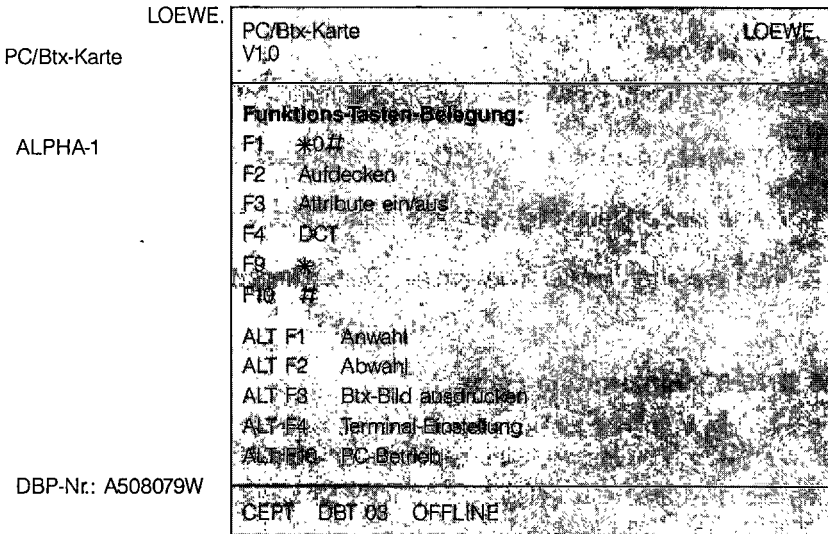 LOEWE.
PC/Btx-Karte
ALPHA-1
DBP-Nr.: A508079W
PC/Btx-Karte LOEWE.
V1.0
Funktions-Tasten-Belegung:
F1 *0#
F2 Aufdecken
F3 Attribute ein/aus
F4 DCT
F9 *
F10 #
ALT F1 Anwahl
ALT F2 Abwahl
ALT F3 Btx-Bild ausdrucken
ALT F4 Terminal-Einstellung
ALT F10 PC-Betrieb
CEPT DBT 03 OFFLINE